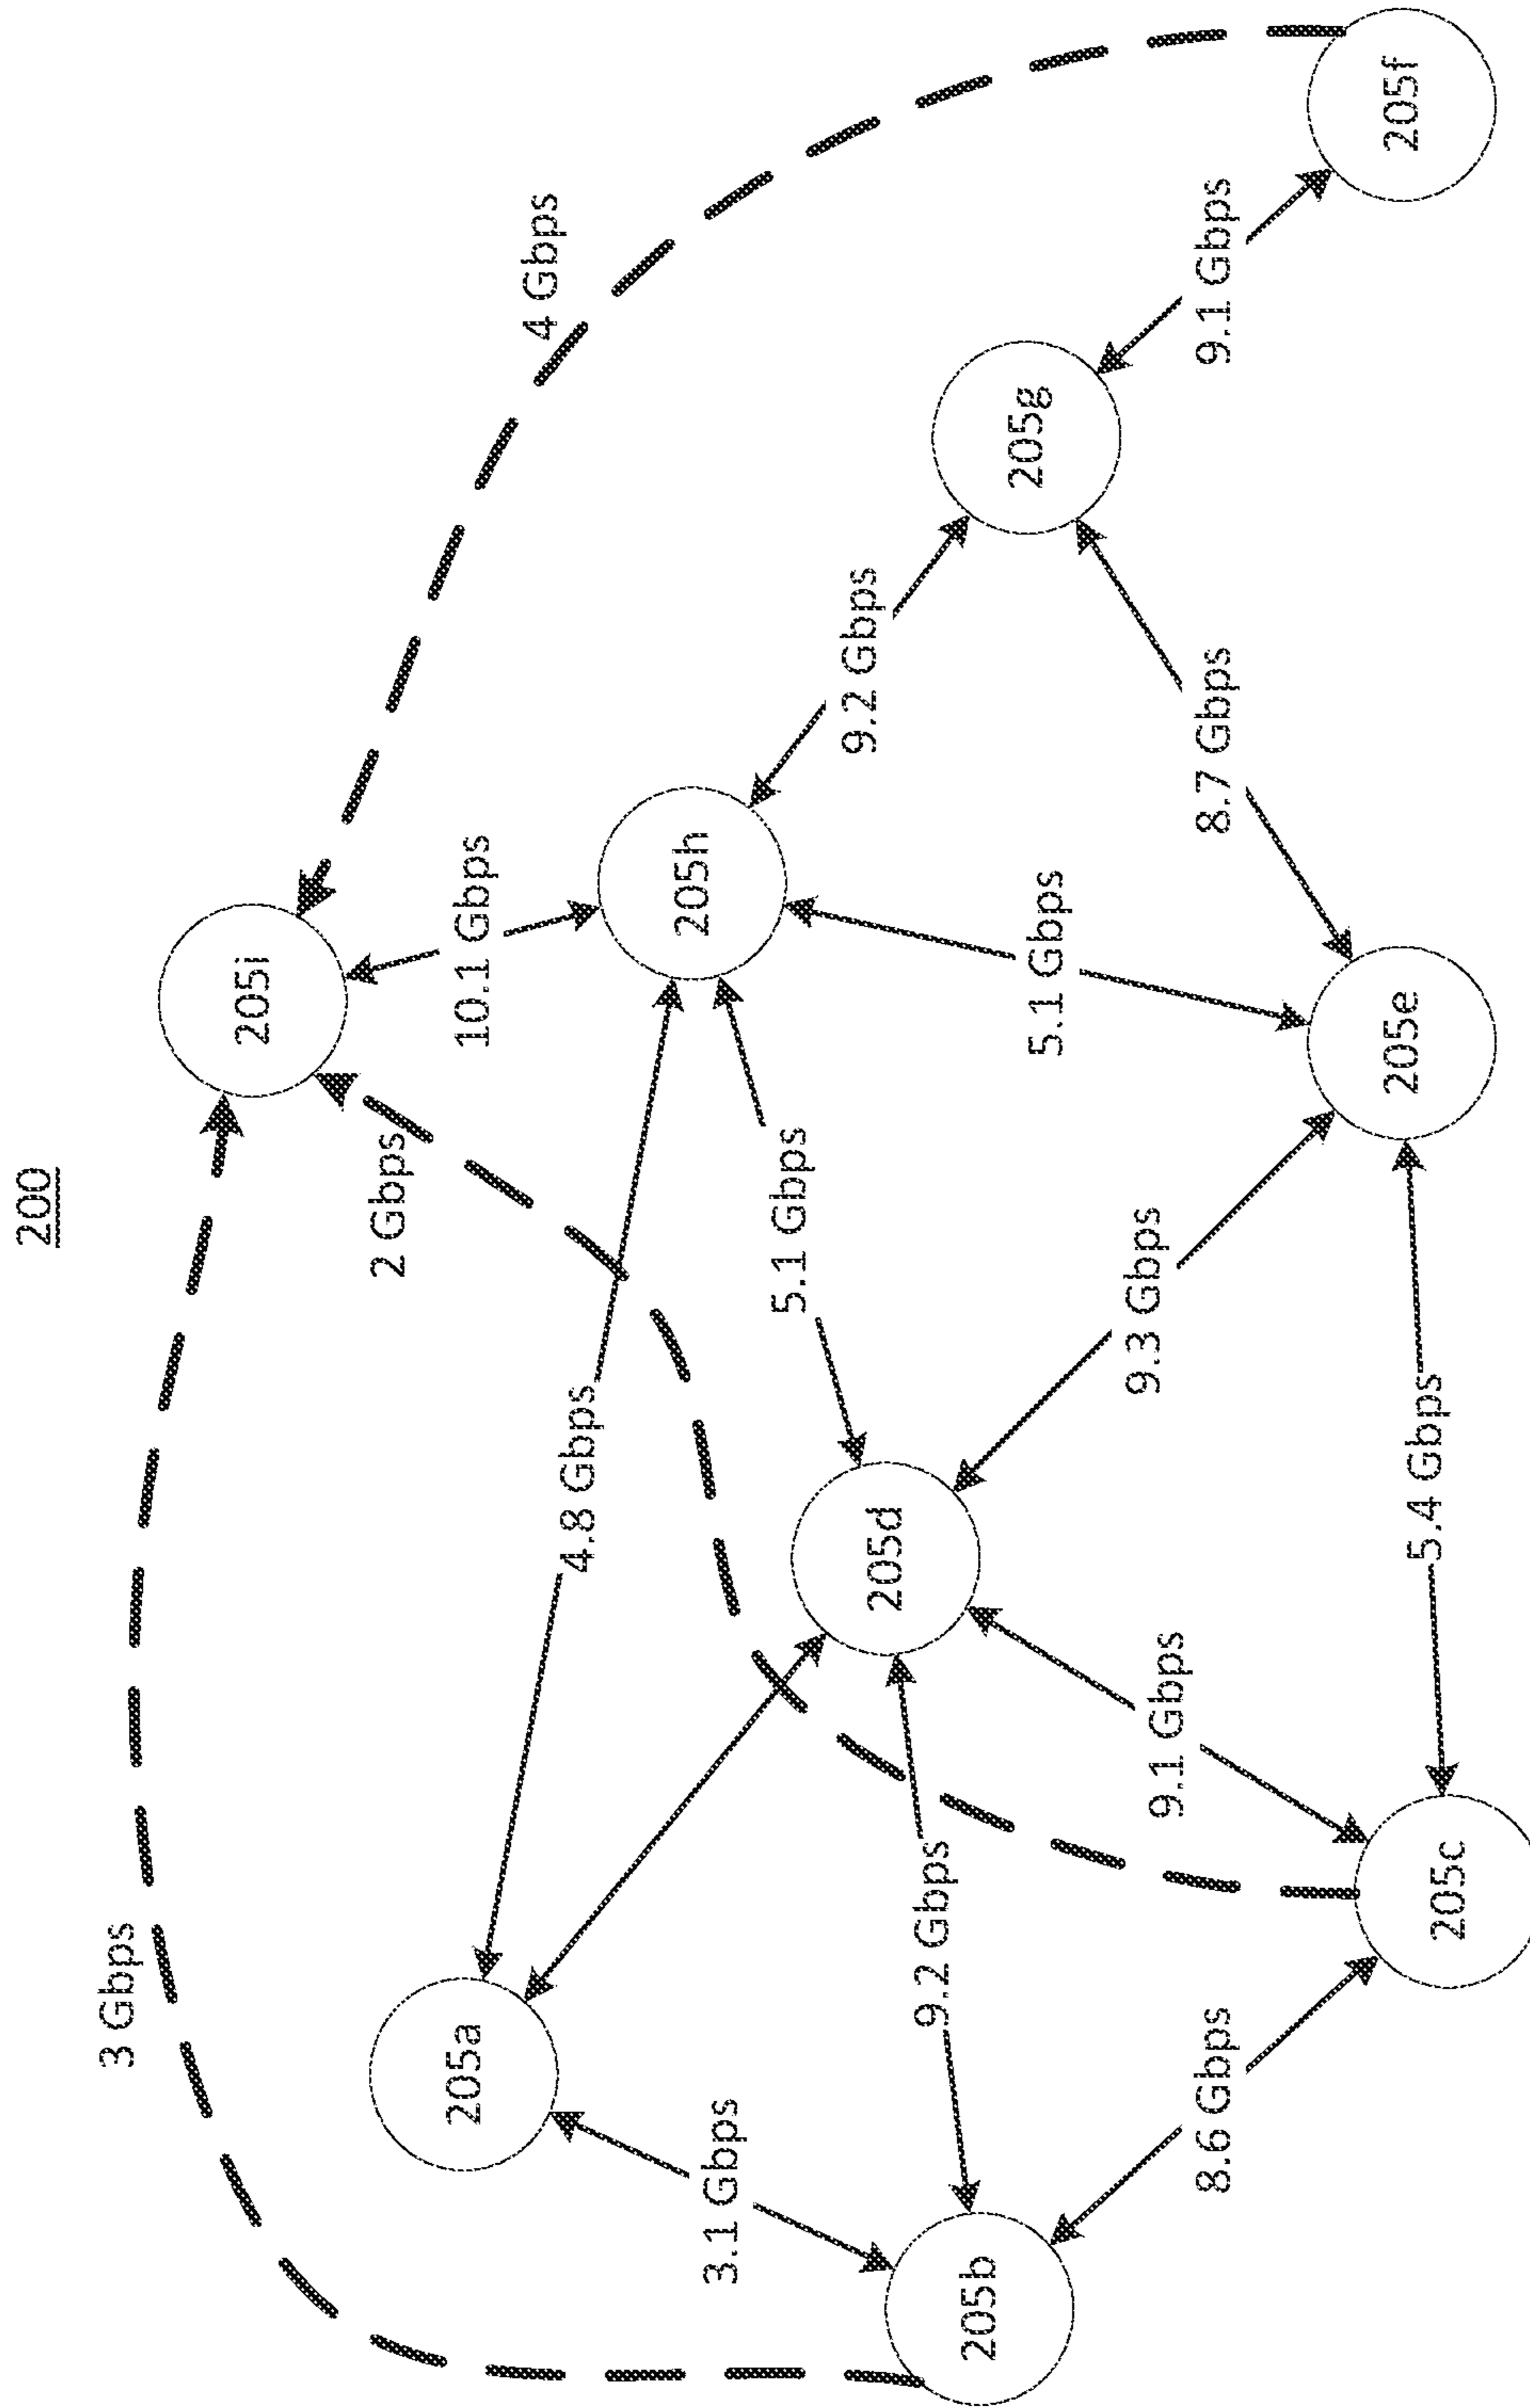 200
3 Gbps
205i
2 Gbps
205a
10.1 Gbps
4 Gbps
4.8 Gbps
205h
3.1 Gbps
5.1 Gbps
9.2 Gbps
205d
9.2 Gbps
205b
205g
5.1 Gbps
9.3 Gbps
9.1 Gbps
8.6 Gbps
8.7 Gbps
9.1 Gbps
205e
205f
5.4 Gbps
205c